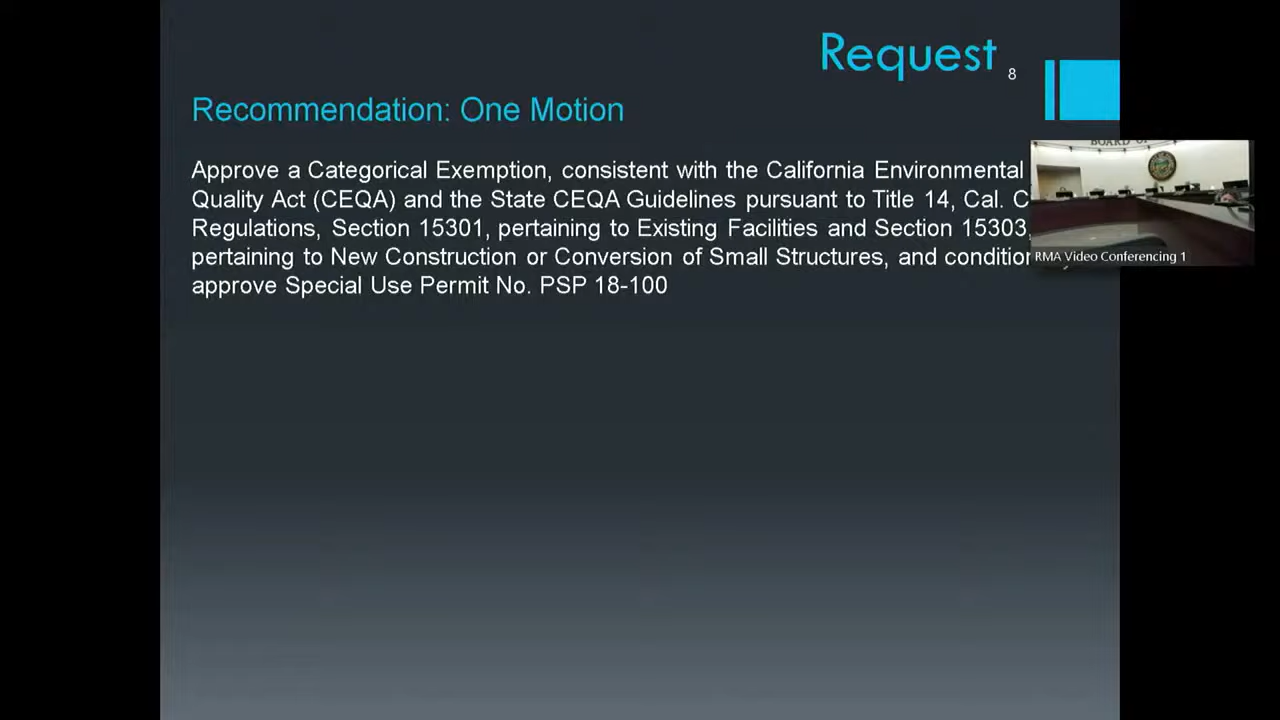 Request
8
Recommendation: One Motion
Approve a Categorical Exemption, consistent with the California Environmental
Quality Act (CEQA) and the State CEQA Guidelines pursuant to Title 14, Cal. C
Regulations, Section 15301, pertaining to Existing Facilities and Section 15303,
pertaining to New Construction or Conversion of Small Structures, and condition
approve Special Use Permit No. PSP 18-100
BOARD OF
RMA Video Conferencing 1